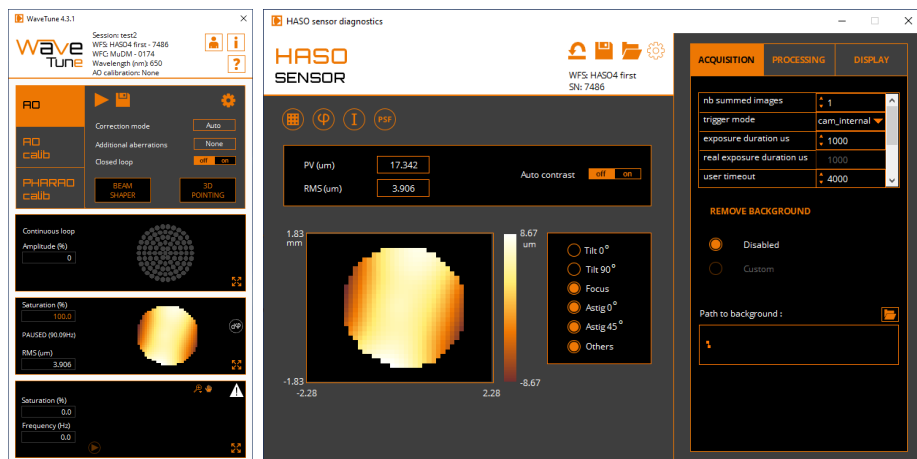 WaveTune 4.3.1
Wave
Tune
Session: test2
WFS: HASO4 first - 7486
WFC: MuDM - 0174
Wavelength (nm): 650
AO calibration: None
i
?
AO
AO
calib
PHARAO
calib
Correction mode
Auto
Additional aberrations
None
Closed loop
off on
BEAM
SHAPER
3D
POINTING
Continuous loop
Amplitude (%)
0
Saturation (%)
100.0
PAUSED (90.09Hz)
RMS (um)
3.906
dφ
Saturation (%)
0.0
Frequency (Hz)
0.0
HASO sensor diagnostics
HASO
SENSOR
WFS: HASO4 first
SN: 7486
φ
I
PSF
PV (um)
17.342
RMS (um)
3.906
Auto contrast
off on
1.83
mm
-1.83
-2.28
2.28
8.67
um
-8.67
Tilt 0°
Tilt 90°
Focus
Astig 0°
Astig 45°
Others
ACQUISITION
PROCESSING
DISPLAY
nb summed images
1
trigger mode
cam_internal
exposure duration us
1000
real exposure duration us
1000
user timeout
4000
REMOVE BACKGROUND
Disabled
Custom
Path to background :